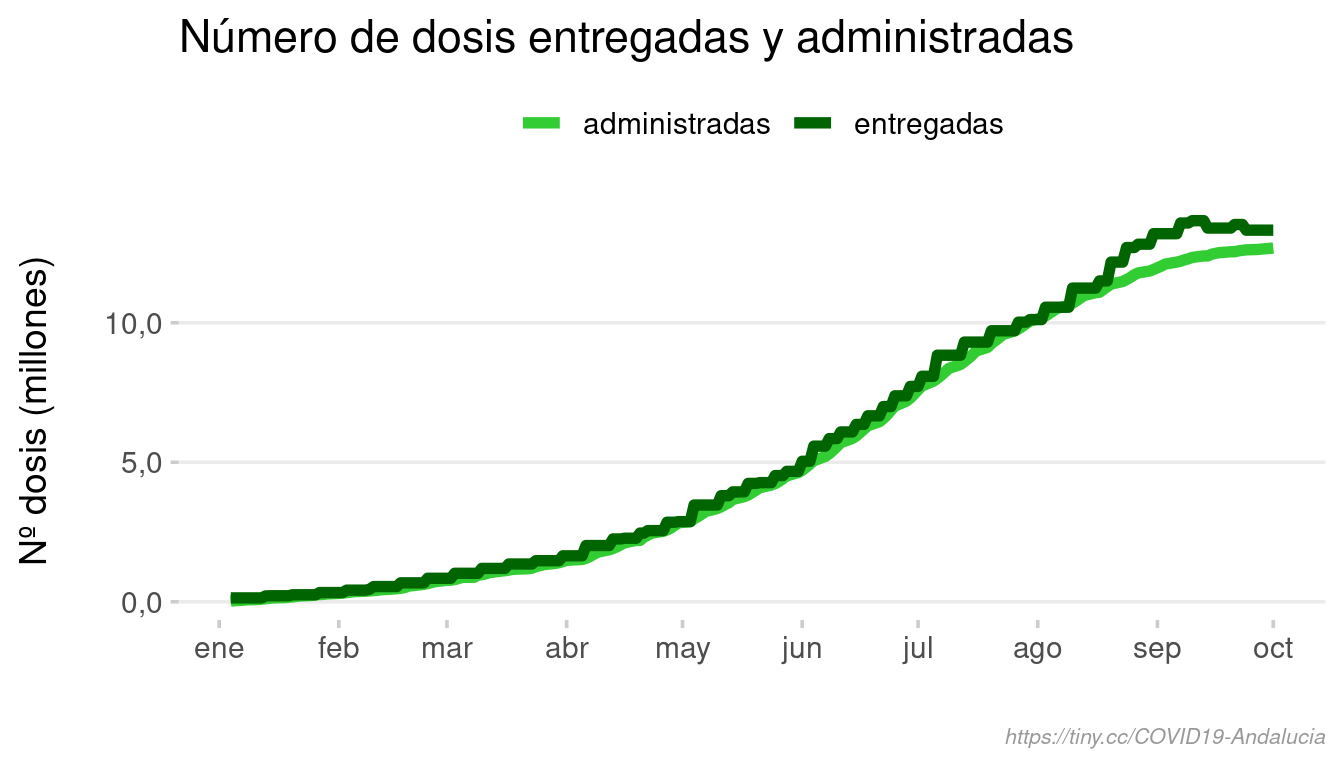 Número de dosis entregadas y administradas
administradas entregadas
Nº dosis (millones)
10,0
5,0
0,0
ene feb mar abr may jun jul ago sep oct
https://tiny.cc/COVID19-Andalucia